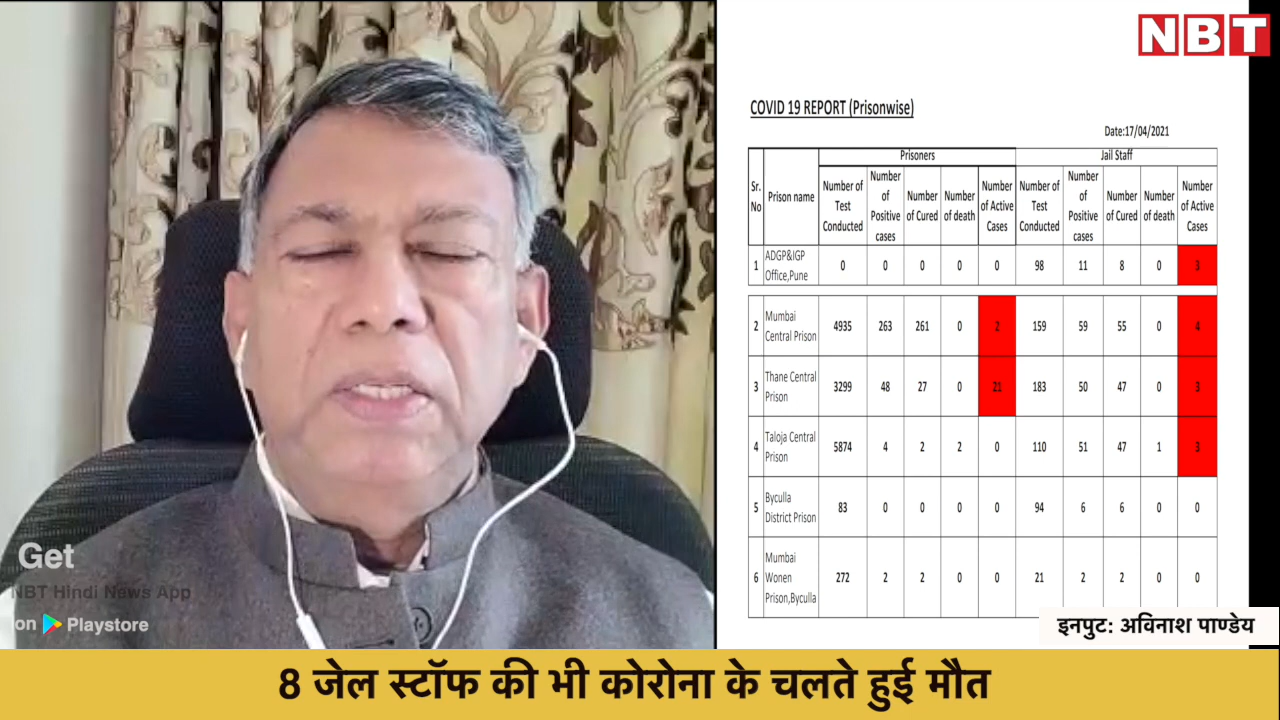 NBT
COVID 19 REPORT (Prisonwise)
Date:17/04/2021
Prisoners Jail Staff
Sr. No Prison name Number of Test Conducted Number of Positive cases Number of Cured Number of death Number of Active Cases Number of Test Conducted Number of Positive cases Number of Cured Number of death Number of Active Cases
1 ADGP&IGP Office,Pune 0 0 0 0 0 98 11 8 0 3
2 Mumbai Central Prison 4935 263 261 0 2 159 59 55 0 4
3 Thane Central Prison 3299 48 27 0 21 183 50 47 0 3
4 Taloja Central Prison 5874 4 2 2 0 110 51 47 1 3
5 Byculla District Prison 83 0 0 0 0 94 6 6 0 0
6 Mumbai Wonen Prison,Byculla 272 2 2 0 0 21 2 2 0 0
Get
NBT Hindi News App
on Playstore
इनपुट: अविनाश पाण्डेय
8 जेल स्टॉफ की भी कोरोना के चलते हुई मौत